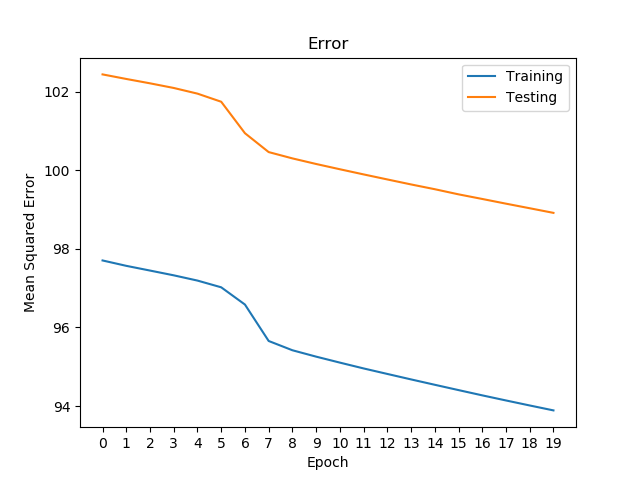 Error
Training
Testing
Mean Squared Error
102
100
98
96
94
0 1 2 3 4 5 6 7 8 9 10 11 12 13 14 15 16 17 18 19
Epoch